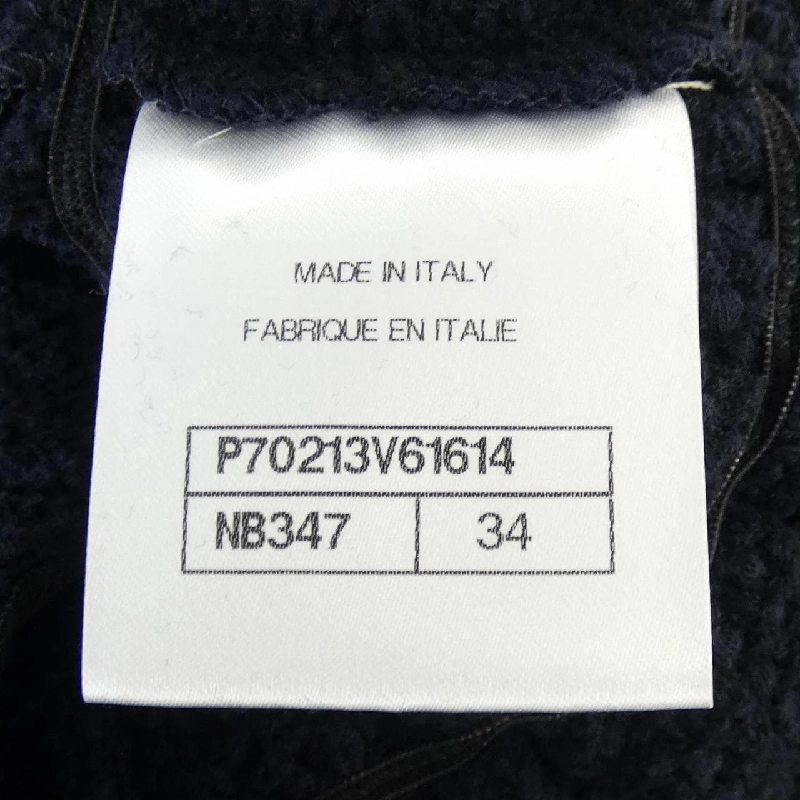 MADE IN ITALY
FABRIQUE EN ITALIE
P70213V61614
NB347 34